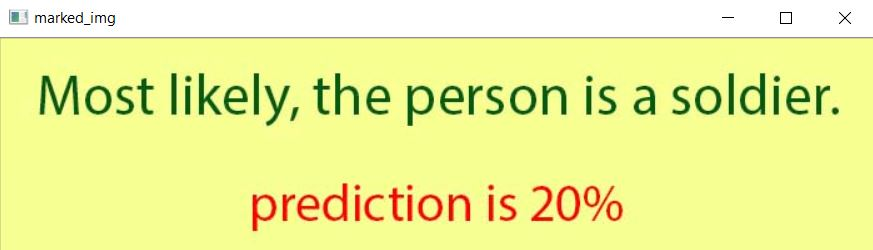 marked_img
Most likely, the person is a soldier.
prediction is 20%